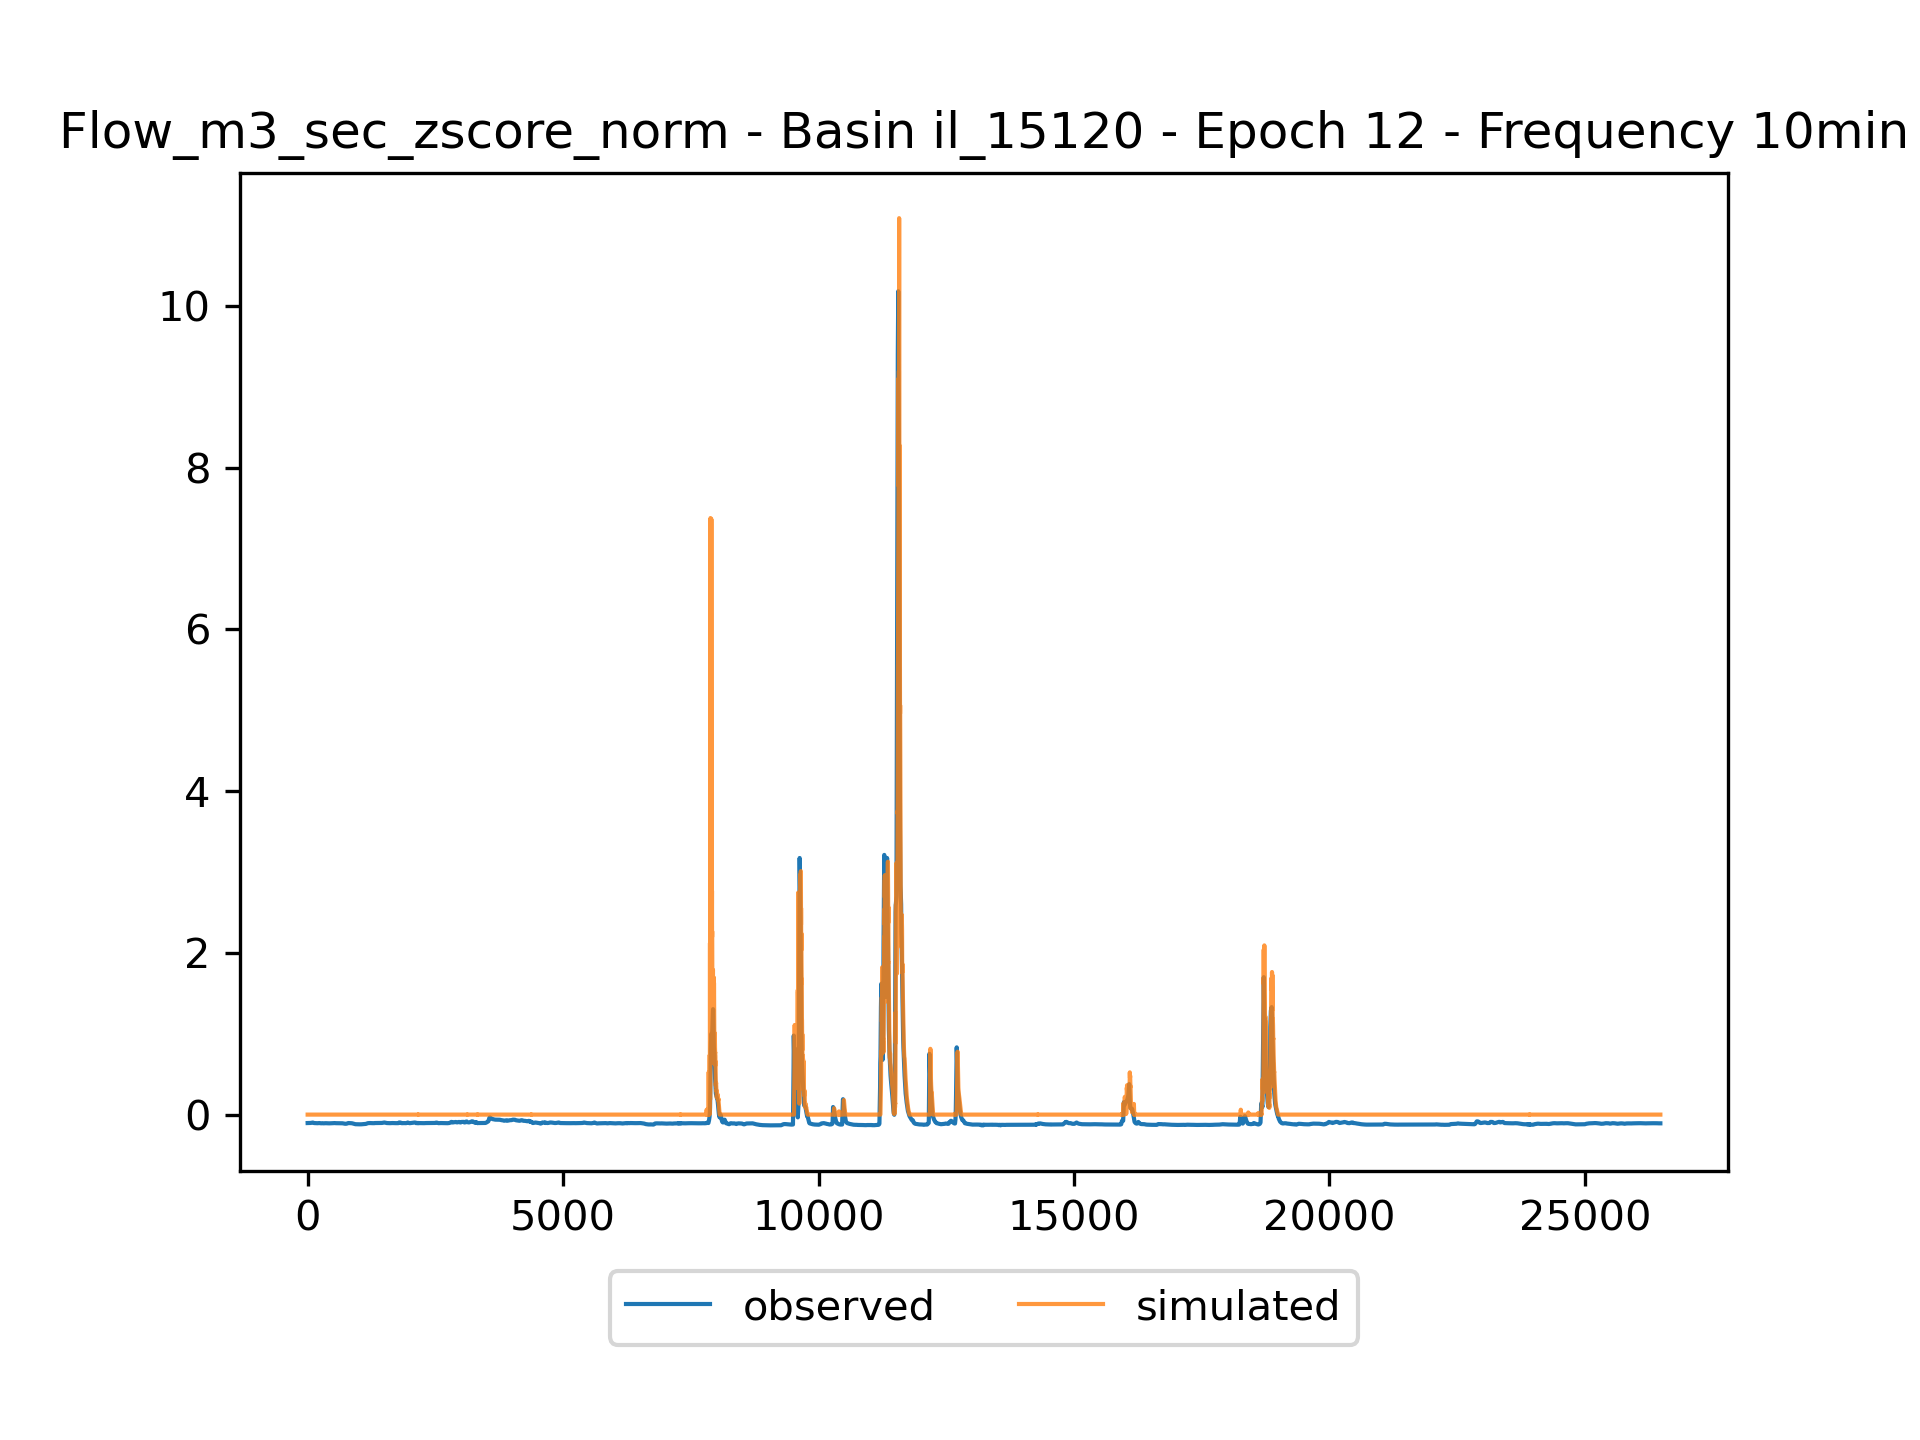 Flow_m3_sec_zscore_norm - Basin il_15120 - Epoch 12 - Frequency 10min
10
8
6
4
2
0
0 5000 10000 15000 20000 25000
observed simulated